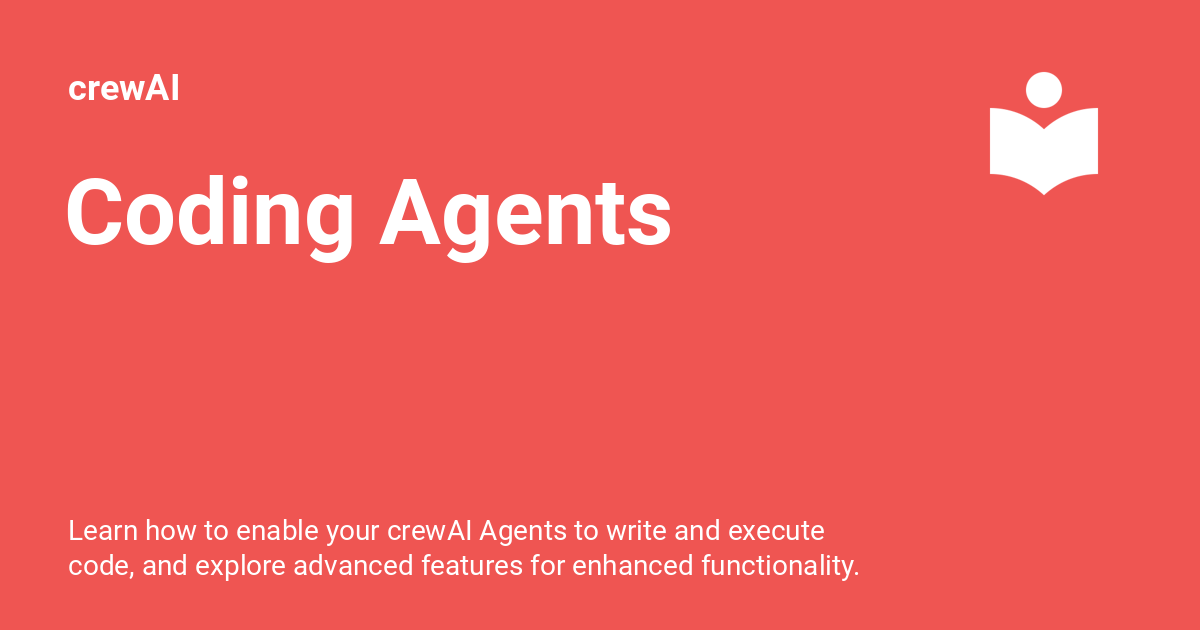 crewAI
Coding Agents
Learn how to enable your crewAI Agents to write and execute
code, and explore advanced features for enhanced functionality.